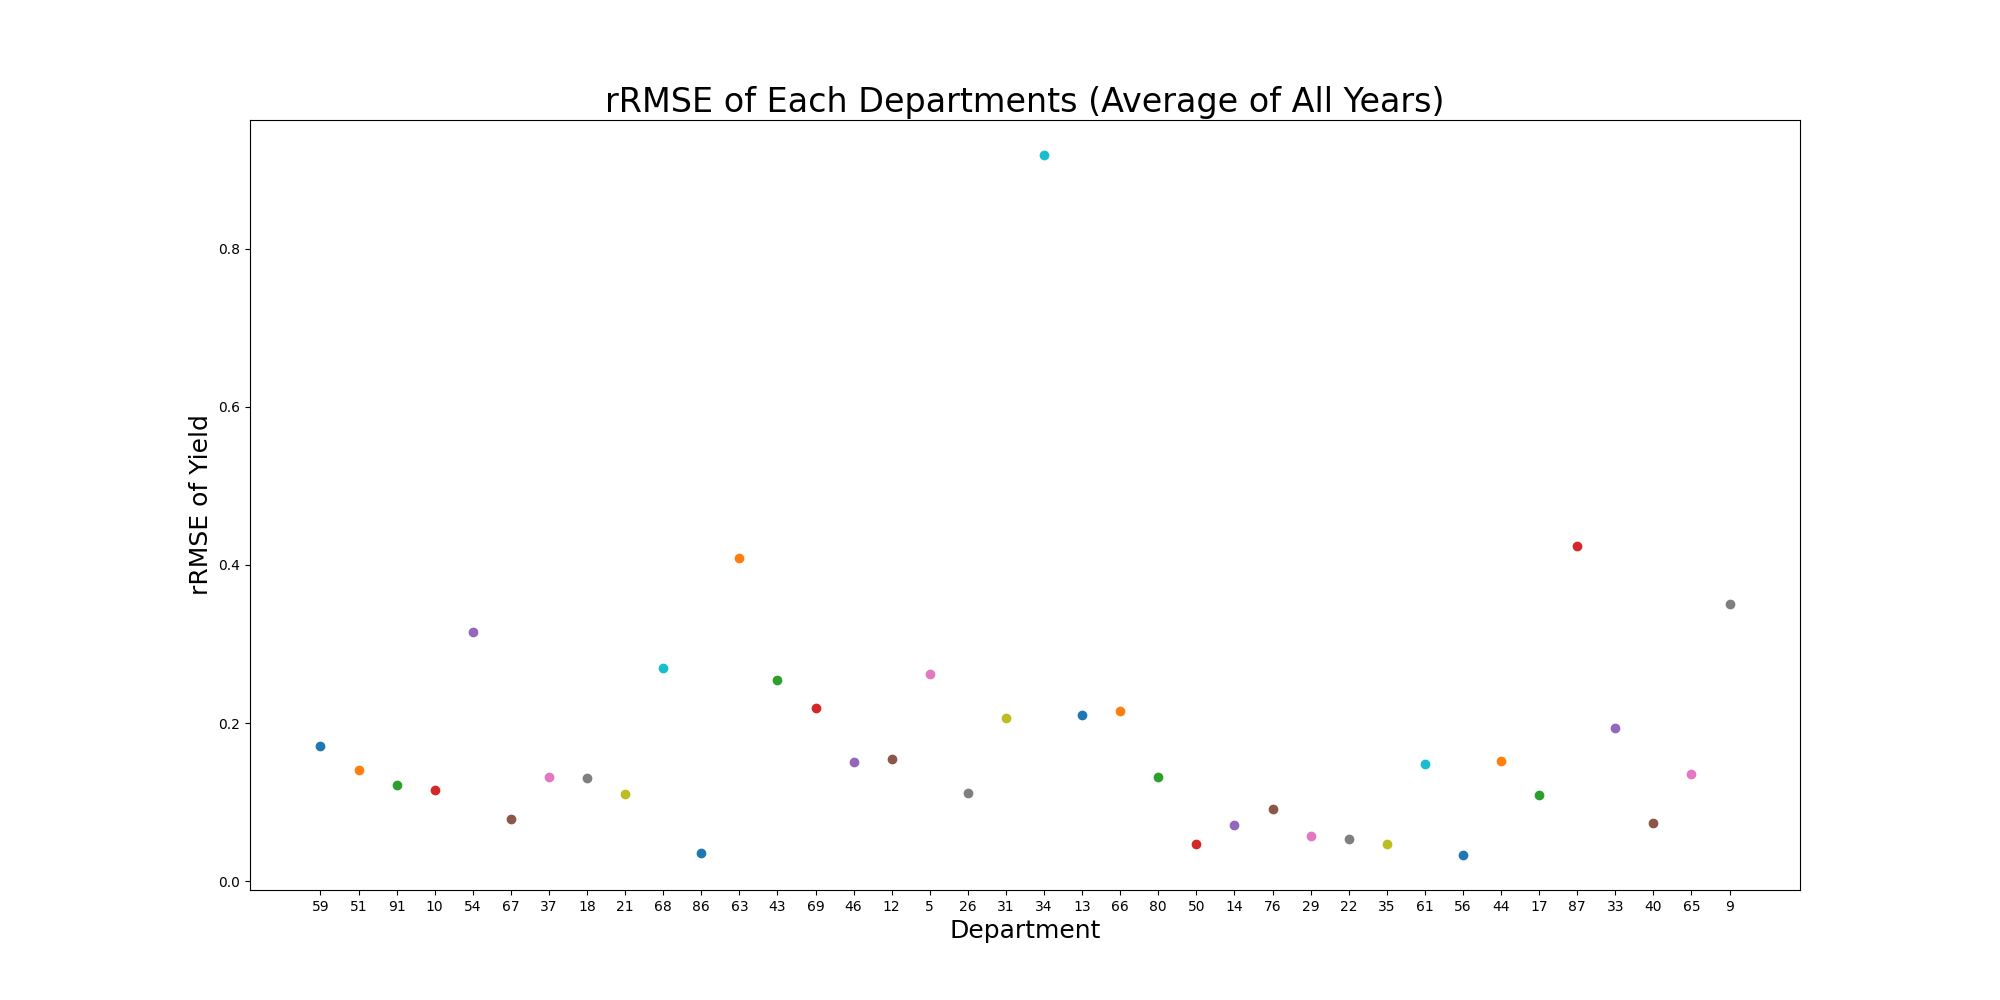 rRMSE of Each Departments (Average of All Years)
rRMSE of Yield
0.8
0.6
0.4
0.2
0.0
59 51 91 10 54 67 37 18 21 68 86 63 43 69 46 12 5 26 31 34 13 66 80 50 14 76 29 22 35 61 56 44 17 87 33 40 65 9
Department